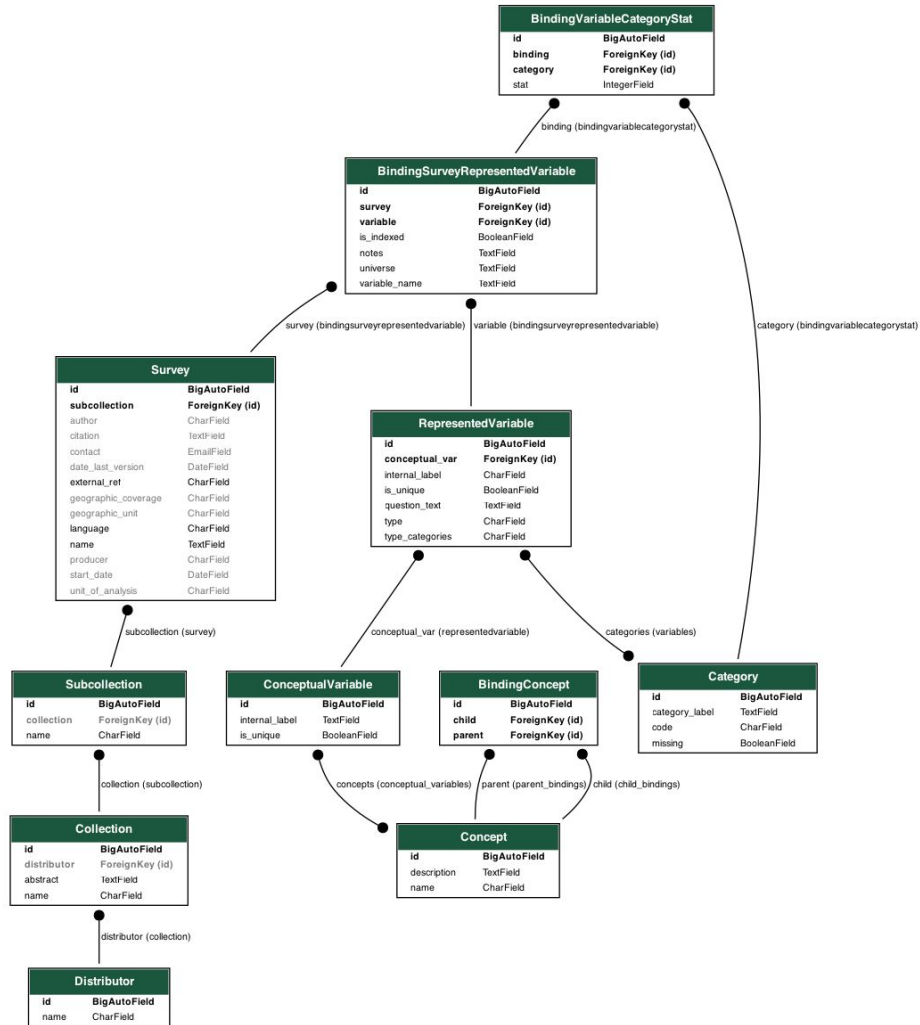 BindingVariableCategoryStat
id BigAutoField
binding ForeignKey (id)
category ForeignKey (id)
stat IntegerField
binding (bindingvariablecategorystat)
BindingSurveyRepresentedVariable
id BigAutoField
survey ForeignKey (id)
variable ForeignKey (id)
is_indexed BooleanField
notes TextField
universe TextField
variable_name TextField
survey (bindingsurveyrepresentedvariable)
variable (bindingsurveyrepresentedvariable)
category (bindingvariablecategorystat)
Survey
id BigAutoField
subcollection ForeignKey (id)
author CharField
citation TextField
contact EmailField
date_last_version DateField
external_ref CharField
geographic_coverage CharField
geographic_unit CharField
language CharField
name TextField
producer CharField
start_date DateField
unit_of_analysis CharField
RepresentedVariable
id BigAutoField
conceptual_var ForeignKey (id)
internal_label CharField
is_unique BooleanField
question_text TextField
type CharField
type_categories CharField
subcollection (survey)
conceptual_var (representedvariable)
categories (variables)
Subcollection
id BigAutoField
collection ForeignKey (id)
name CharField
ConceptualVariable
id BigAutoField
internal_label TextField
is_unique BooleanField
BindingConcept
id BigAutoField
child ForeignKey (id)
parent ForeignKey (id)
Category
id BigAutoField
category_label TextField
code CharField
missing BooleanField
collection (subcollection)
concepts (conceptual_variables)
parent (parent_bindings)
child (child_bindings)
Collection
id BigAutoField
distributor ForeignKey (id)
abstract TextField
name CharField
Concept
id BigAutoField
description TextField
name CharField
distributor (collection)
Distributor
id BigAutoField
name CharField